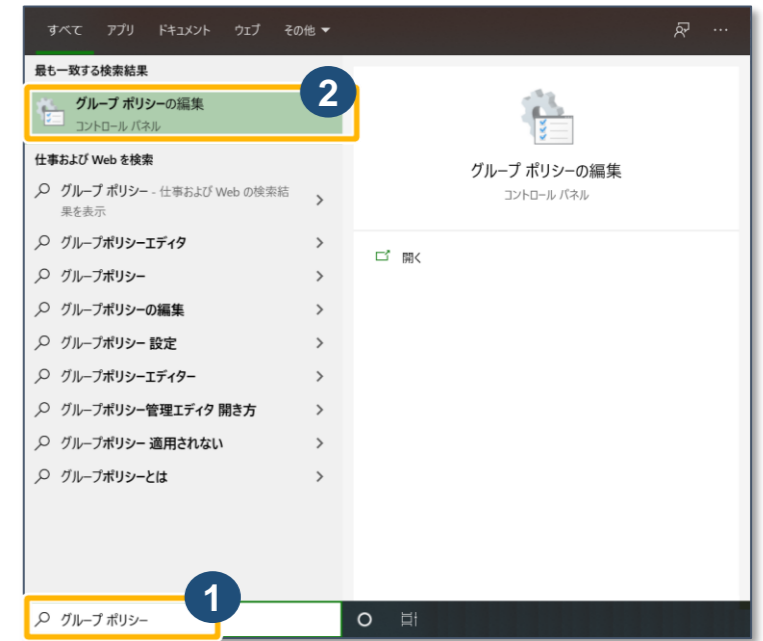 すべて アプリ ドキュメント ウェブ その他 ▼ …
最も一致する検索結果
グループ ポリシーの編集
コントロール パネル
2
仕事および Web を検索
グループ ポリシー - 仕事および Web の検索結
果を表示
グループポリシーエディタ
グループポリシー
グループポリシーの編集
グループポリシー 設定
グループポリシーエディター
グループポリシー管理エディタ 開き方
グループポリシー 適用されない
グループポリシーとは
グループ ポリシーの編集
コントロール パネル
開く
1
グループ ポリシー